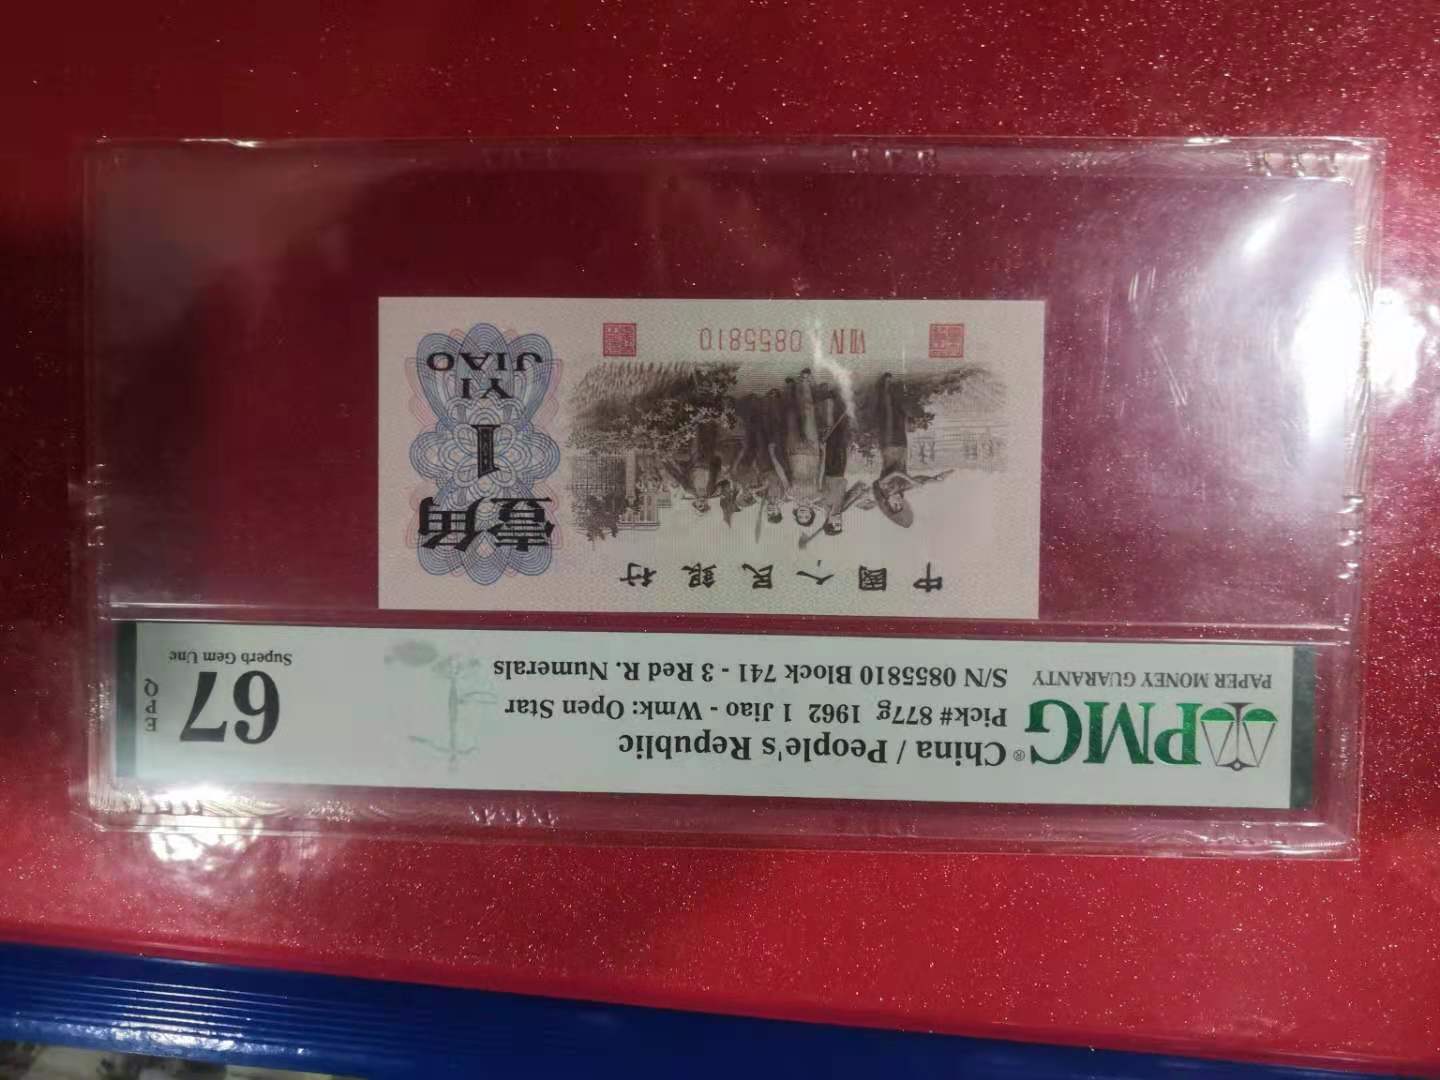 PMG®
PAPER MONEY GUARANTY
China / People's Republic
Pick# 877g 1962 1 Jiao - Wmk: Open Star
S/N 0855810 Block 741 - 3 Red R. Numerals
67
EPQ
Superb Gem Unc
中國人民銀行
壹角
1
YI
JIAO
VII IV I 0855810